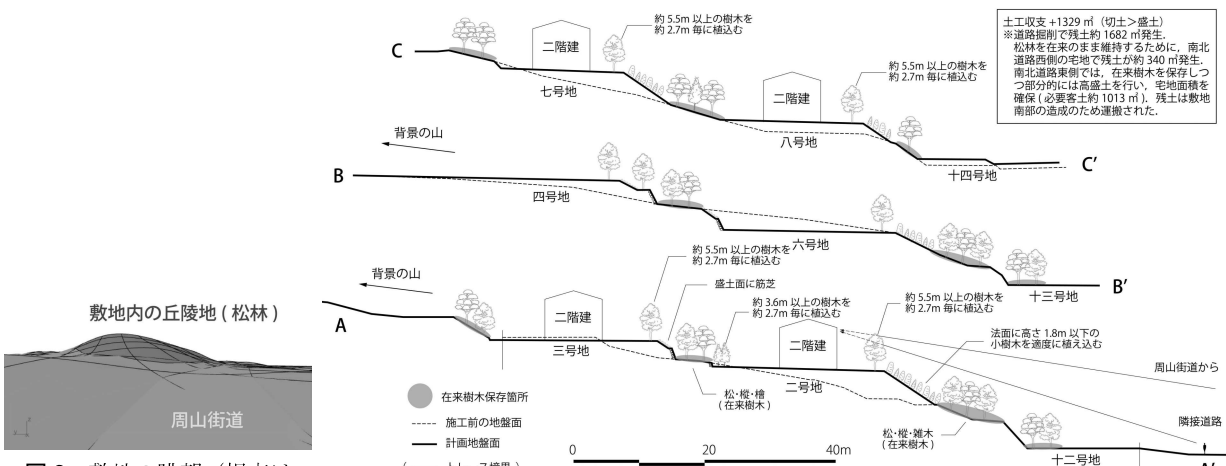 敷地内の丘陵地 ( 松林 )
周山街道
C
二階建
約 5.5m 以上の樹木を
約 2.7m 毎に植込む
七号地
二階建
約 5.5m 以上の樹木を
約 2.7m 毎に植込む
八号地
十四号地
C’
土工収支 +1329 ㎥（切土＞盛土）
※道路掘削で残土約 1682 ㎥発生．
松林を在来のまま維持するために，南北
道路西側の宅地で残土が約 340 ㎥発生．
南北道路東側では，在来樹木を保存しつ
つ部分的には高盛土を行い，宅地面積を
確保 ( 必要客土約 1013 ㎥ )．残土は敷地
南部の造成のため運搬された．
背景の山
B
四号地
六号地
十三号地
B’
背景の山
A
二階建
三号地
約 5.5m 以上の樹木を
約 2.7m 毎に植込む
盛土面に筋芝
約 3.6m 以上の樹木を
約 2.7m 毎に植込む
二階建
約 5.5m 以上の樹木を
約 2.7m 毎に植込む
法面に高さ 1.8m 以下の
小樹木を適度に植え込む
周山街道から
隣接道路
松・樅・檜
( 在来樹木 )
二号地
松・樅・雑木
( 在来樹木 )
十二号地
在来樹木保存箇所
施工前の地盤面
計画地盤面
0
20
40m